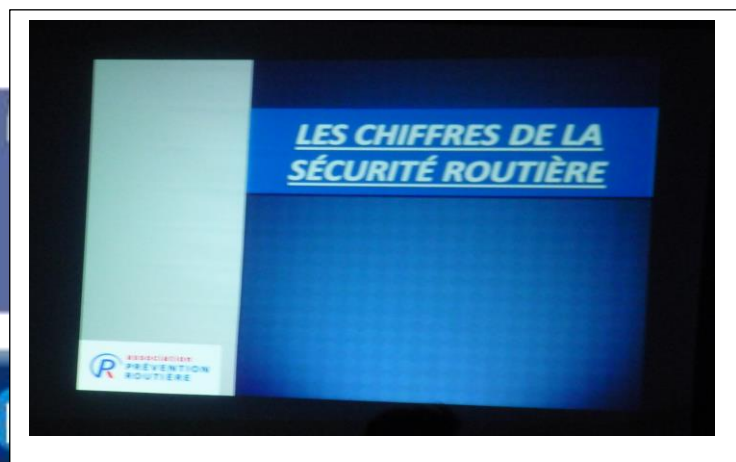 LES CHIFFRES DE LA
SÉCURITÉ ROUTIÈRE
association
PRÉVENTION
ROUTIÈRE